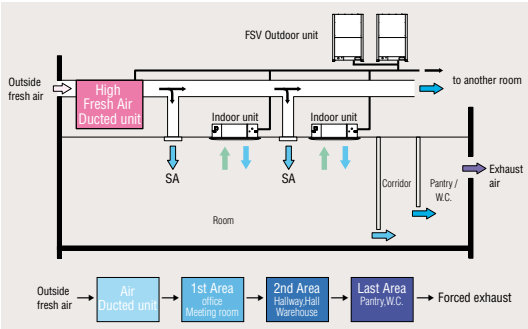 FSV Outdoor unit
Outside
fresh air
High
Fresh Air
Ducted unit
to another room
Indoor unit
Indoor unit
SA
SA
Corridor
Pantry /
W.C.
Exhaust
air
Room
Outside
fresh air
Air
Ducted unit
1st Area
office
Meeting room
2nd Area
Hallway,Hall
Warehouse
Last Area
Pantry,W.C.
Forced exhaust